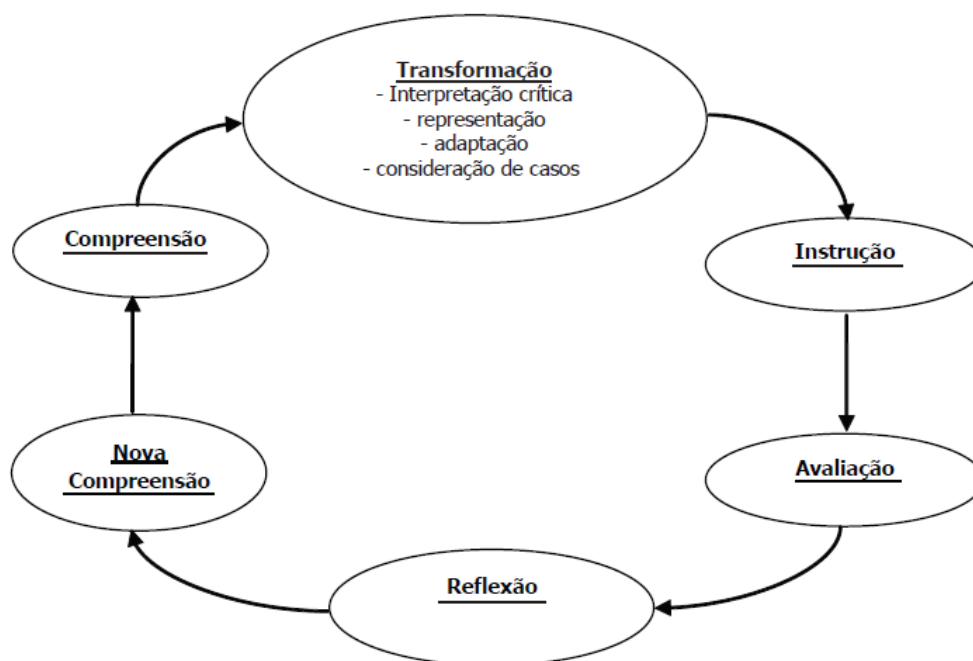 Transformação
- Interpretação crítica
- representação
- adaptação
- consideração de casos
Compreensão
Instrução
Nova
Compreensão
Avaliação
Reflexão